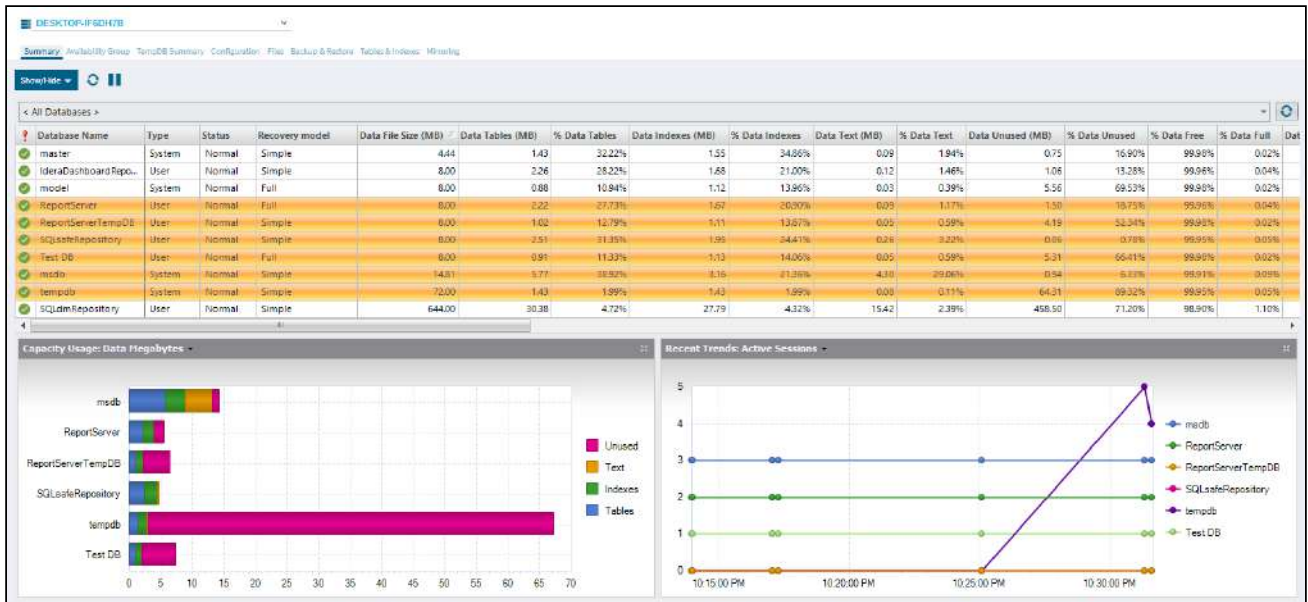 DESKTOP-IF6DH7B
Summary Availability Group TempDB Summary Configuration Files Backup & Restore Tables & Indexes Mirroring
Show/Hide
< All Databases >
Database Name Type Status Recovery model Data File Size (MB) Data Tables (MB) % Data Tables Data Indexes (MB) % Data Indexes Data Text (MB) % Data Text Data Unused (MB) % Data Unused % Data Free % Data Full Dat
master System Normal Simple 4.44 1.43 32.22% 1.55 34.86% 0.09 1.94% 0.75 16.90% 99.98% 0.02%
IderaDashboardRepo... User Normal Simple 8.00 2.26 28.22% 1.68 21.00% 0.12 1.46% 1.06 13.28% 99.96% 0.04%
model System Normal Full 8.00 0.88 10.94% 1.12 13.96% 0.03 0.39% 5.56 69.53% 99.98% 0.02%
ReportServer User Normal Full 8.00 2.22 27.73% 1.67 20.90% 0.09 1.17% 1.50 18.75% 99.96% 0.04%
ReportServerTempDB User Normal Simple 8.00 1.02 12.79% 1.11 13.87% 0.05 0.59% 4.19 52.34% 99.98% 0.02%
SQLsafeRepository User Normal Simple 8.00 2.51 31.35% 1.95 24.41% 0.26 3.22% 0.06 0.78% 99.95% 0.05%
Test DB User Normal Full 8.00 0.91 11.33% 1.13 14.06% 0.05 0.59% 5.31 66.41% 99.98% 0.02%
msdb System Normal Simple 14.81 5.77 38.92% 3.16 21.36% 4.30 29.06% 0.94 6.33% 99.91% 0.09%
tempdb System Normal Simple 72.00 1.43 1.99% 1.43 1.99% 0.08 0.11% 64.31 89.32% 99.95% 0.05%
SQLdmRepository User Normal Simple 644.00 30.38 4.72% 27.79 4.32% 15.42 2.39% 458.50 71.20% 98.90% 1.10%
Capacity Usage: Data Megabytes
msdb
ReportServer
ReportServerTempDB
SQLsafeRepository
tempdb
Test DB
0 5 10 15 20 25 30 35 40 45 50 55 60 65 70
Unused
Text
Indexes
Tables
Recent Trends: Active Sessions
5
4
3
2
1
0
10:15:00 PM 10:20:00 PM 10:25:00 PM 10:30:00 PM
msdb
ReportServer
ReportServerTempDB
SQLsafeRepository
tempdb
Test DB